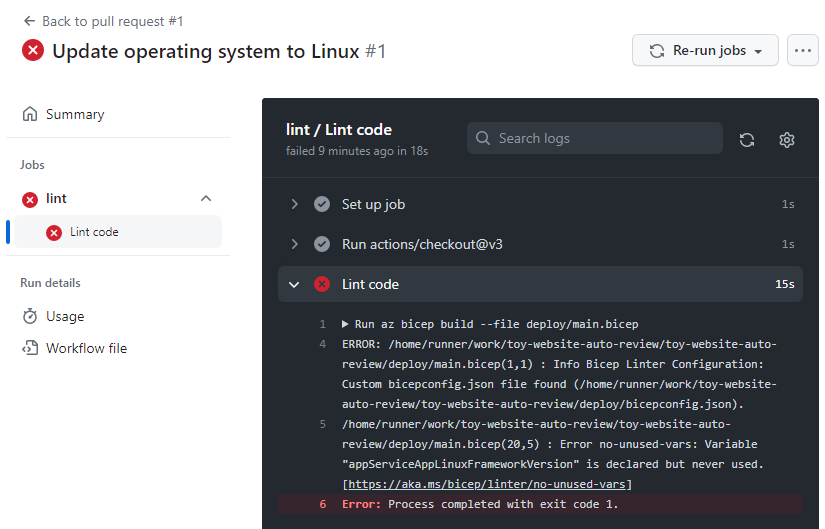 Back to pull request #1
Update operating system to Linux #1
Re-run jobs
Summary
Jobs
lint
Lint code
Run details
Usage
Workflow file
lint / Lint code
failed 9 minutes ago in 18s
Search logs
Set up job 1s
Run actions/checkout@v3 1s
Lint code 15s
1 Run az bicep build --file deploy/main.bicep
4 ERROR: /home/runner/work/toy-website-auto-review/toy-website-auto-
review/deploy/main.bicep(1,1) : Info Bicep Linter Configuration:
Custom bicepconfig.json file found (/home/runner/work/toy-website-
auto-review/toy-website-auto-review/deploy/bicepconfig.json).
5 /home/runner/work/toy-website-auto-review/toy-website-auto-
review/deploy/main.bicep(20,5) : Error no-unused-vars: Variable
"appServiceAppLinuxFrameworkVersion" is declared but never used.
[https://aka.ms/bicep/linter/no-unused-vars]
6 Error: Process completed with exit code 1.